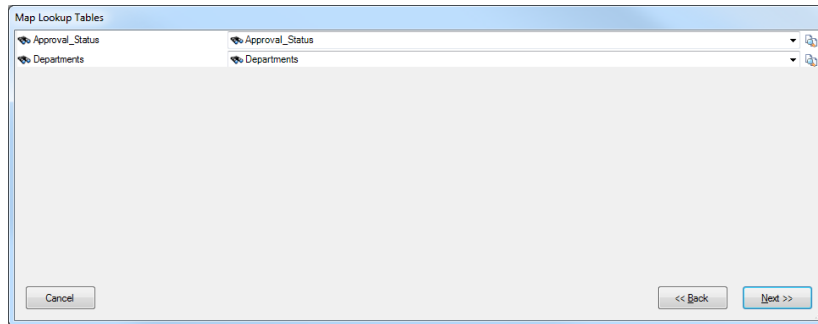 Map Lookup Tables
Approval_Status Approval_Status
Departments Departments
Cancel << Back Next >>